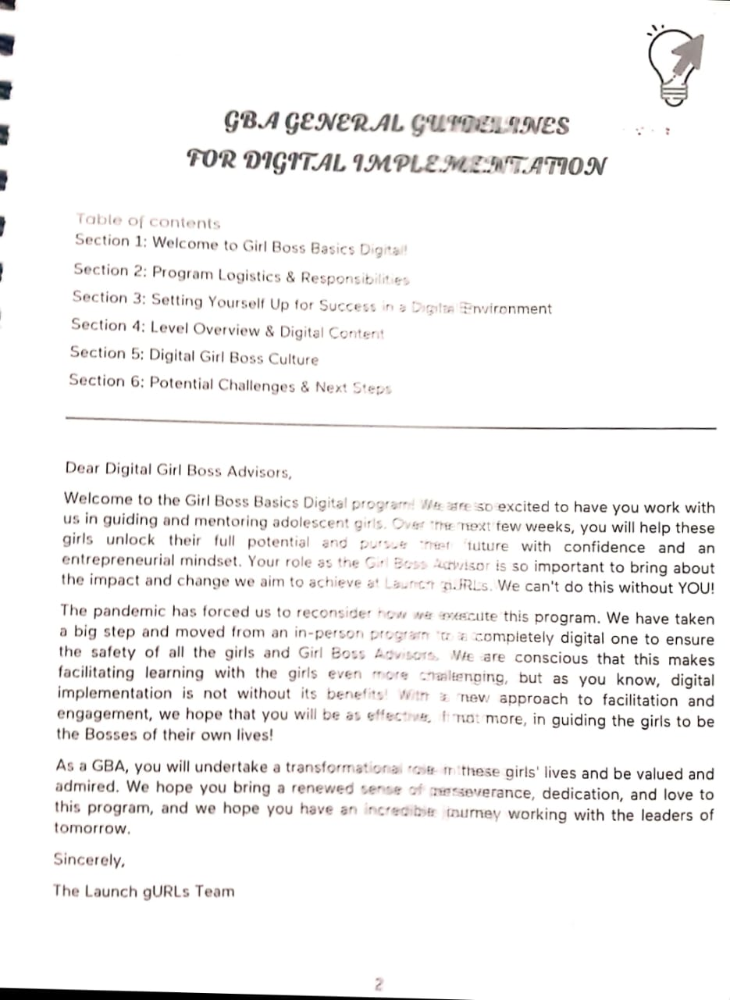 GBA GENERAL GUIDELINES
FOR DIGITAL IMPLEMENTATION
Table of contents
Section 1: Welcome to Girl Boss Basics Digital!
Section 2: Program Logistics & Responsibilities
Section 3: Setting Yourself Up for Success in a Digital Environment
Section 4: Level Overview & Digital Content
Section 5: Digital Girl Boss Culture
Section 6: Potential Challenges & Next Steps
Dear Digital Girl Boss Advisors,
Welcome to the Girl Boss Basics Digital program! We are so excited to have you work with
us in guiding and mentoring adolescent girls. Over the next few weeks, you will help these
girls unlock their full potential and pursue their future with confidence and an
entrepreneurial mindset. Your role as the Girl Boss Advisor is so important to bring about
the impact and change we aim to achieve at Launch gURLs. We can't do this without YOU!
The pandemic has forced us to reconsider how we execute this program. We have taken
a big step and moved from an in-person program to a completely digital one to ensure
the safety of all the girls and Girl Boss Advisors. We are conscious that this makes
facilitating learning with the girls even more challenging, but as you know, digital
implementation is not without its benefits! With a new approach to facilitation and
engagement, we hope that you will be as effective, if not more, in guiding the girls to be
the Bosses of their own lives!
As a GBA, you will undertake a transformational role in these girls' lives and be valued and
admired. We hope you bring a renewed sense of perseverance, dedication, and love to
this program, and we hope you have an incredible journey working with the leaders of
tomorrow.
Sincerely,
The Launch gURLs Team
2